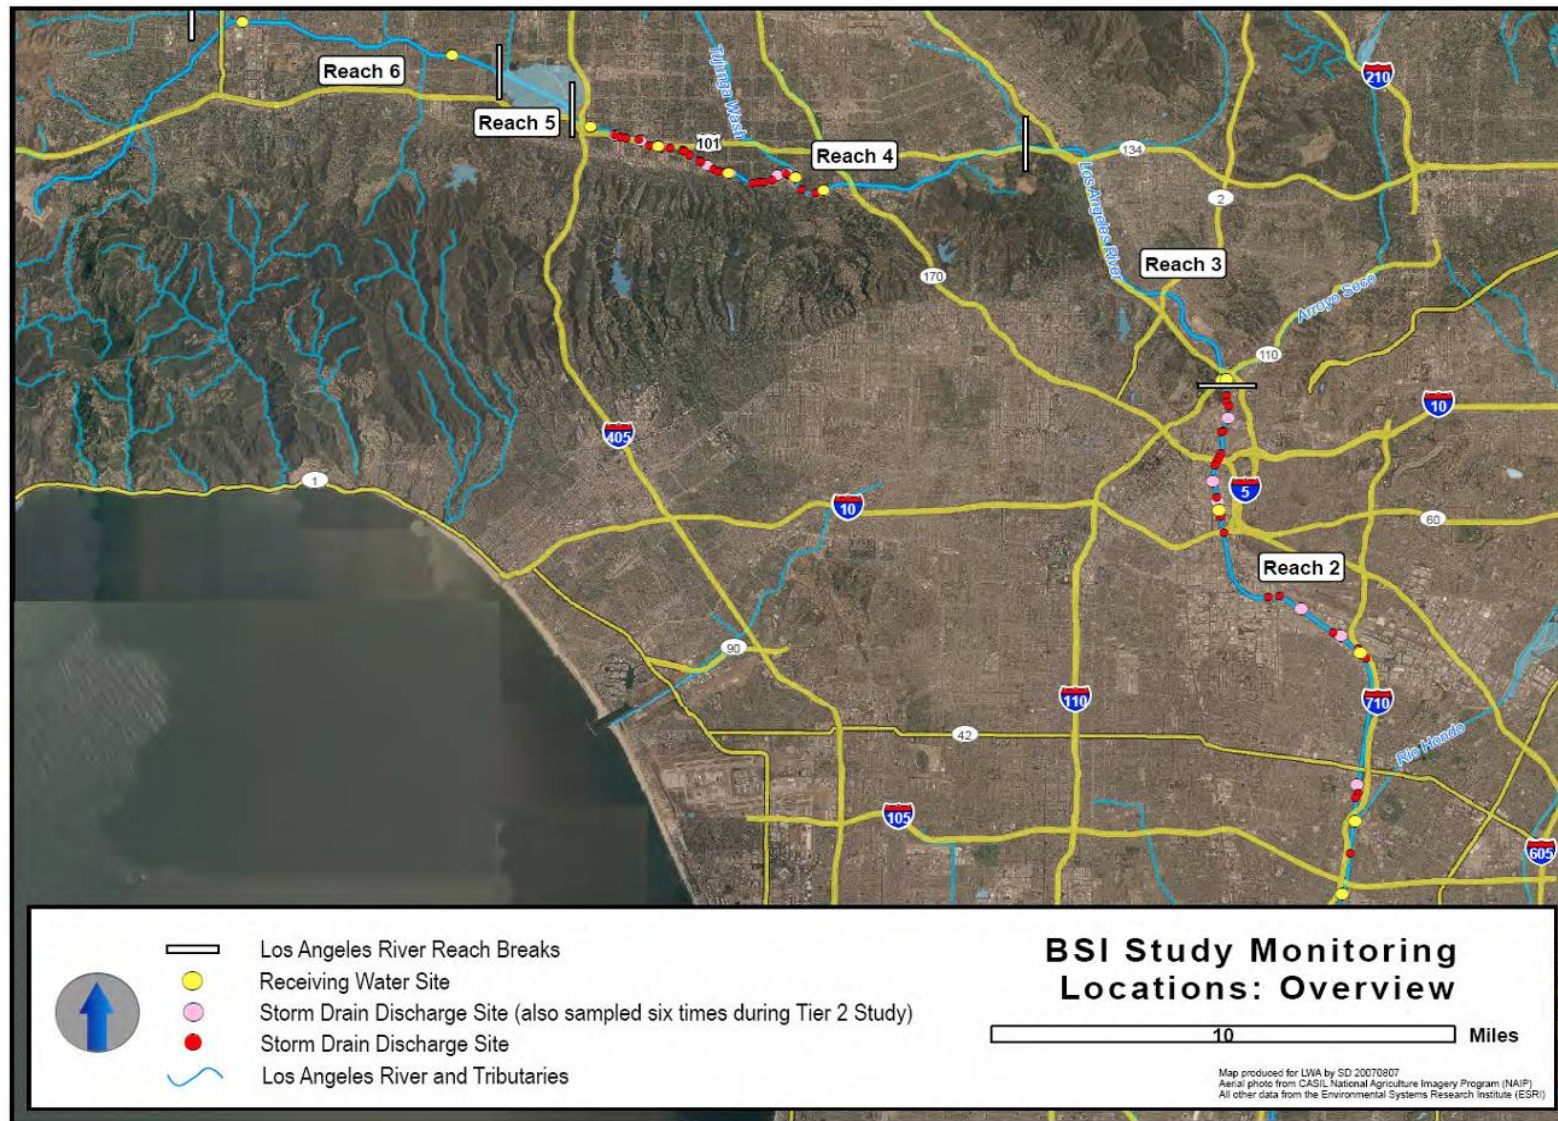 Reach 6
Reach 5
101
Tujunga Wash
Reach 4
134
210
2
Los Angeles River
Reach 3
170
Arroyo Seco
110
405
10
1
5
10
60
Reach 2
90
110
710
42
Rio Hondo
105
605
Los Angeles River Reach Breaks
Receiving Water Site
Storm Drain Discharge Site (also sampled six times during Tier 2 Study)
Storm Drain Discharge Site
Los Angeles River and Tributaries
BSI Study Monitoring
Locations: Overview
10 Miles
Map produced for LWA by SD 20070807
Aerial photo from CASIL National Agriculture Imagery Program (NAIP)
All other data from the Environmental Systems Research Institute (ESRI)